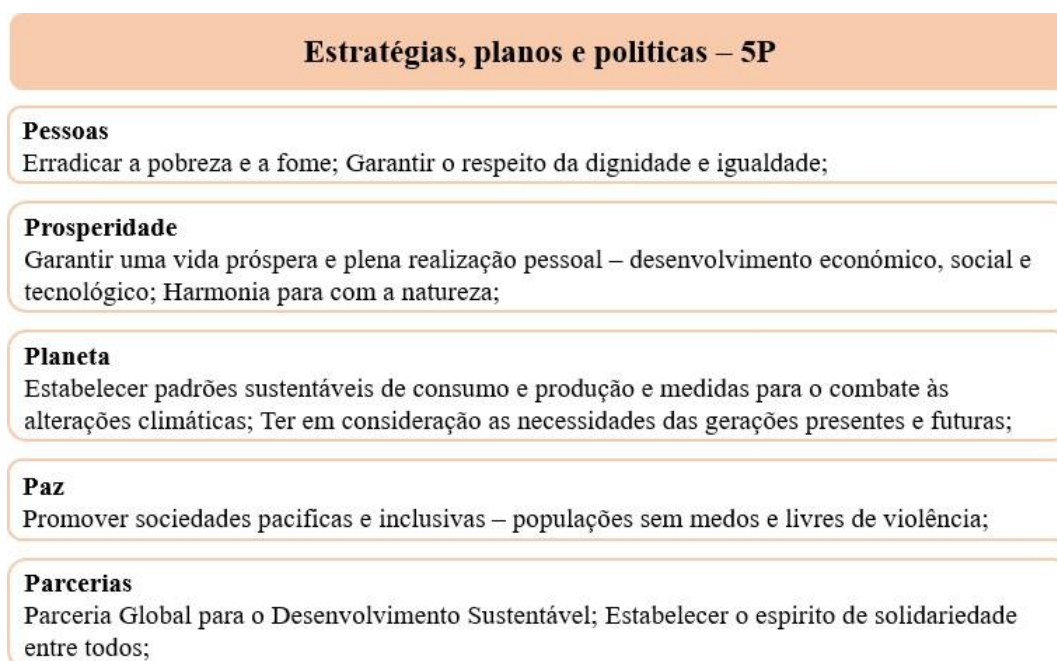 Estratégias, planos e politicas – 5P
Pessoas
Erradicar a pobreza e a fome; Garantir o respeito da dignidade e igualdade;
Prosperidade
Garantir uma vida próspera e plena realização pessoal – desenvolvimento económico, social e
tecnológico; Harmonia para com a natureza;
Planeta
Estabelecer padrões sustentáveis de consumo e produção e medidas para o combate às
alterações climáticas; Ter em consideração as necessidades das gerações presentes e futuras;
Paz
Promover sociedades pacificas e inclusivas – populações sem medos e livres de violência;
Parcerias
Parceria Global para o Desenvolvimento Sustentável; Estabelecer o espirito de solidariedade
entre todos;